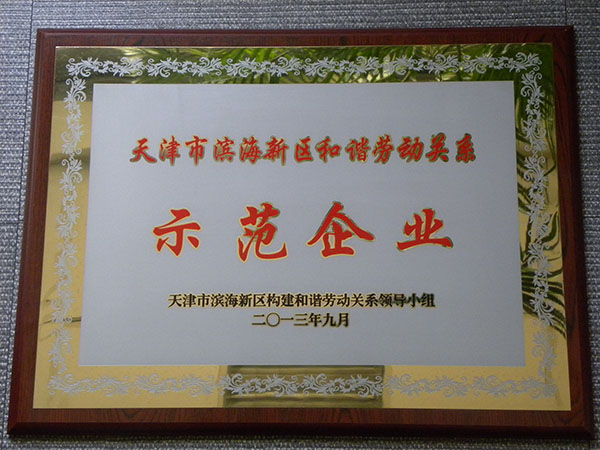 天津市滨海新区和谐劳动关系
示范企业
天津市滨海新区构建和谐劳动关系领导小组
二〇一三年九月